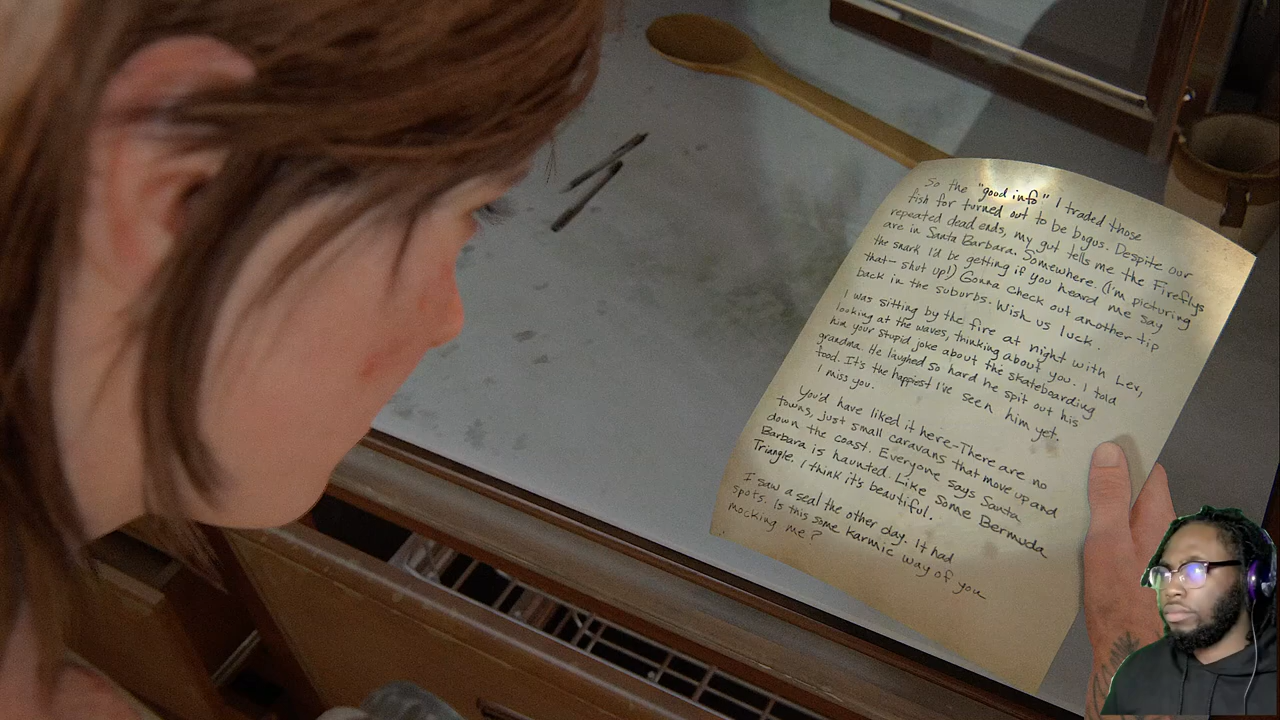 So the "good info" I traded those
fish for turned out to be bogus. Despite our
repeated dead ends, my gut tells me the Fireflys
are in Santa Barbara. Somewhere. (I'm picturing
the snark I'd be getting if you heard me say
that- shut up!) Gonna check out another tip
back in the suburbs. Wish us luck.
I was sitting by the fire at night with Lev,
looking at the waves, thinking about you. I told
him your stupid joke about the skateboarding
grandma. He laughed so hard he spit out his
food. It's the happiest I've seen him yet.
I miss you.
You'd have liked it here-There are no
towns, just small caravans that move up and
down the coast. Everyone says Santa
Barbara is haunted. Like some Bermuda
Triangle. I think it's beautiful.
I saw a seal the other day. It had
spots. Is this some karmic way of you
mocking me?